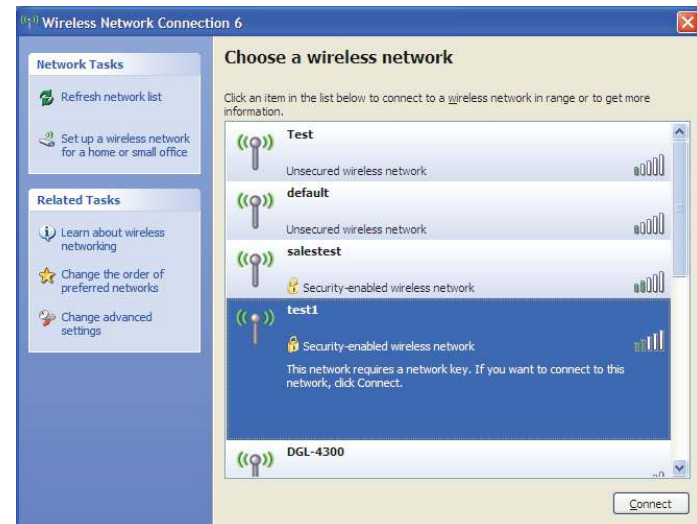 Wireless Network Connection 6
Network Tasks
Refresh network list
Set up a wireless network
for a home or small office
Related Tasks
Learn about wireless
networking
Change the order of
preferred networks
Change advanced
settings
Choose a wireless network
Click an item in the list below to connect to a wireless network in range or to get more
information.
Test
Unsecured wireless network
default
Unsecured wireless network
salestest
Security-enabled wireless network
test1
Security-enabled wireless network
This network requires a network key. If you want to connect to this
network, click Connect.
DGL-4300
Connect